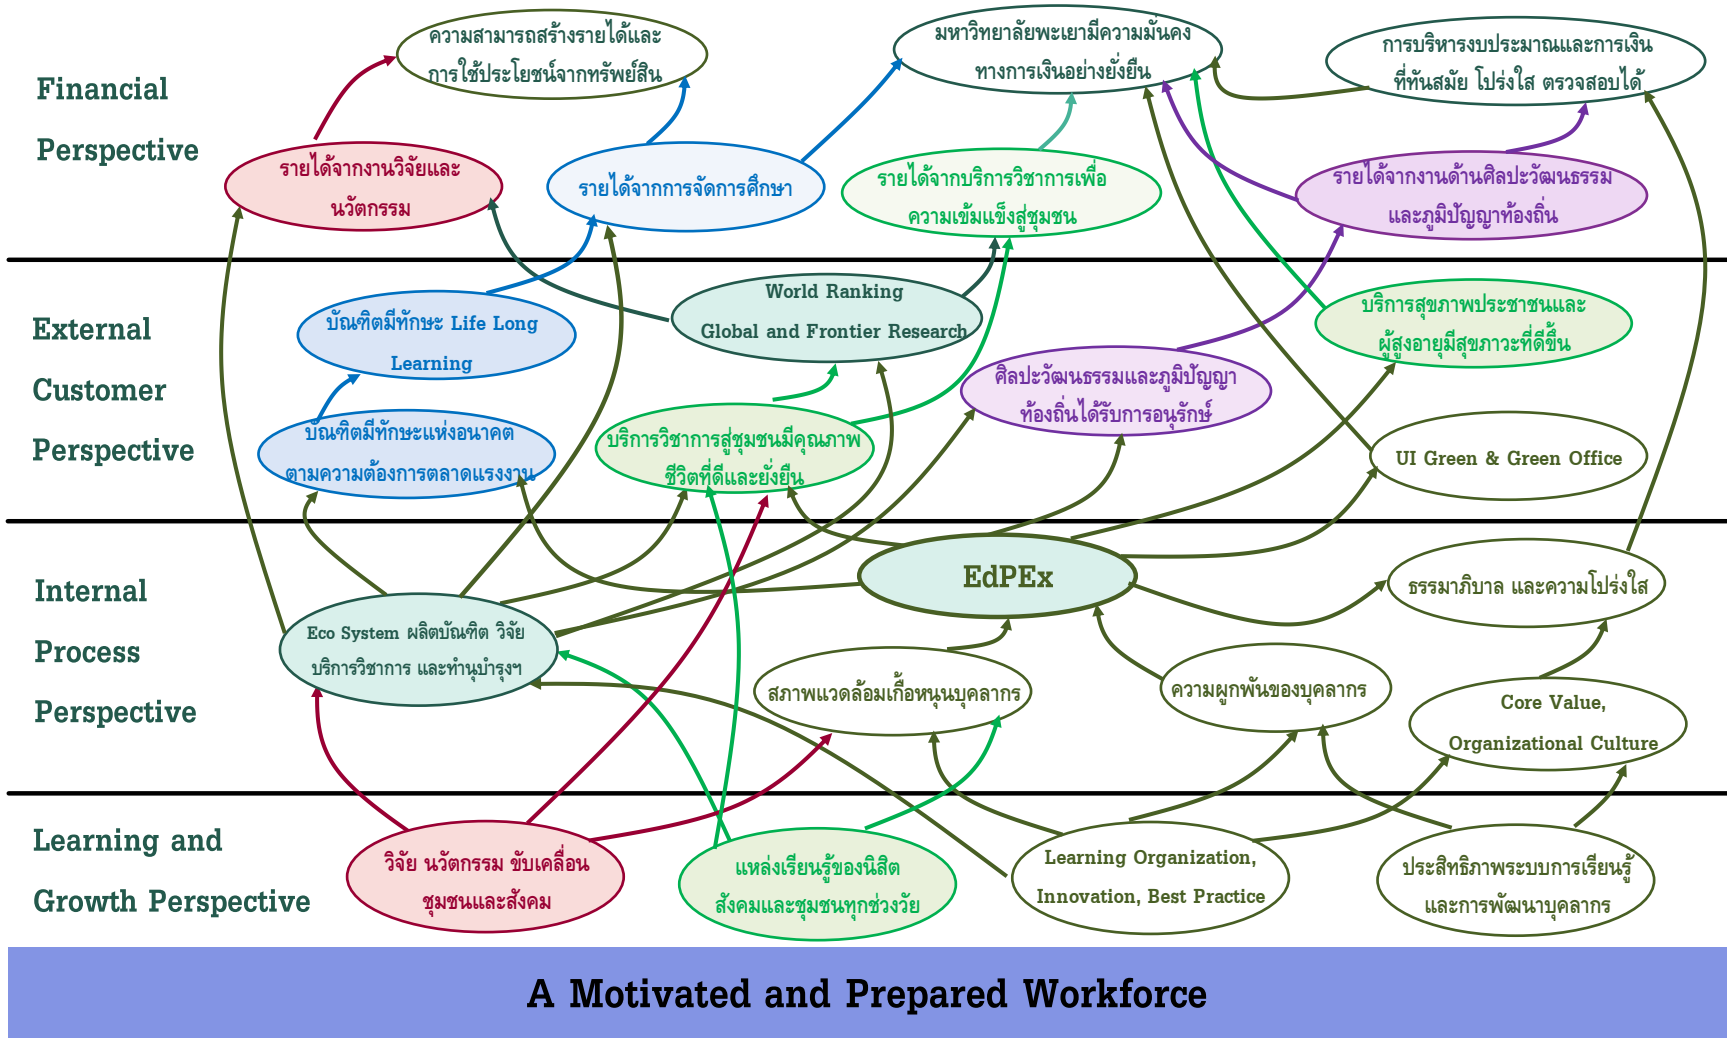 Financial
Perspective
ความสามารถสร้างรายได้และ
การใช้ประโยชน์จากทรัพย์สิน
มหาวิทยาลัยพะเยามีความมั่นคง
ทางการเงินอย่างยั่งยืน
การบริหารงบประมาณและการเงิน
ที่ทันสมัย โปร่งใส ตรวจสอบได้
รายได้จากงานวิจัยและ
นวัตกรรม
รายได้จากการจัดการศึกษา
รายได้จากบริการวิชาการเพื่อ
ความเข้มแข็งสู่ชุมชน
รายได้จากงานด้านศิลปะวัฒนธรรม
และภูมิปัญญาท้องถิ่น
External
Customer
Perspective
บัณฑิตมีทักษะ Life Long
Learning
World Ranking
Global and Frontier Research
บริการสุขภาพประชาชนและ
ผู้สูงอายุมีสุขภาวะที่ดีขึ้น
บัณฑิตมีทักษะแห่งอนาคต
ตามความต้องการตลาดแรงงาน
บริการวิชาการสู่ชุมชนมีคุณภาพ
ชีวิตที่ดีและยั่งยืน
ศิลปะวัฒนธรรมและภูมิปัญญา
ท้องถิ่นได้รับการอนุรักษ์
UI Green & Green Office
Internal
Process
Perspective
EdPEx
ธรรมาภิบาล และความโปร่งใส
Eco System ผลิตบัณฑิต วิจัย
บริการวิชาการ และทำนุบำรุงฯ
สภาพแวดล้อมเกื้อหนุนบุคลากร
ความผูกพันของบุคลากร
Core Value,
Organizational Culture
Learning and
Growth Perspective
วิจัย นวัตกรรม ขับเคลื่อน
ชุมชนและสังคม
แหล่งเรียนรู้ของนิสิต
สังคมและชุมชนทุกช่วงวัย
Learning Organization,
Innovation, Best Practice
ประสิทธิภาพระบบการเรียนรู้
และการพัฒนาบุคลากร
A Motivated and Prepared Workforce